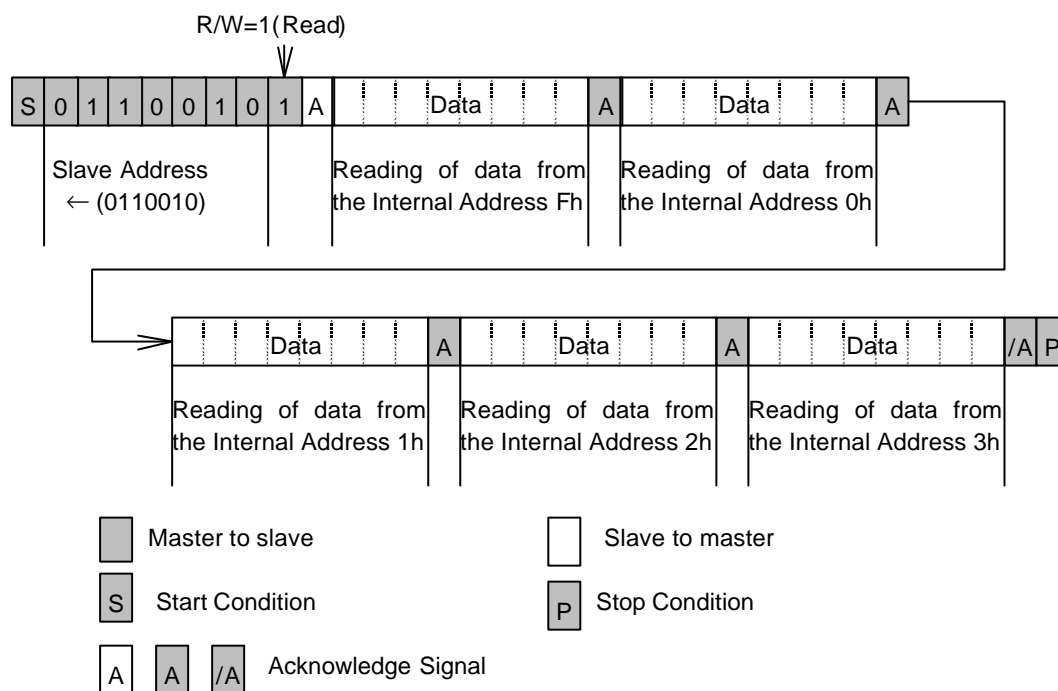 R/W=1(Read)
S 0 1 1 0 0 1 0 1 A Data A Data A
Slave Address
← (0110010)
Reading of data from
the Internal Address Fh
Reading of data from
the Internal Address 0h
Data A Data A Data /A P
Reading of data from
the Internal Address 1h
Reading of data from
the Internal Address 2h
Reading of data from
the Internal Address 3h
Master to slave
Slave to master
S Start Condition
P Stop Condition
A A /A Acknowledge Signal